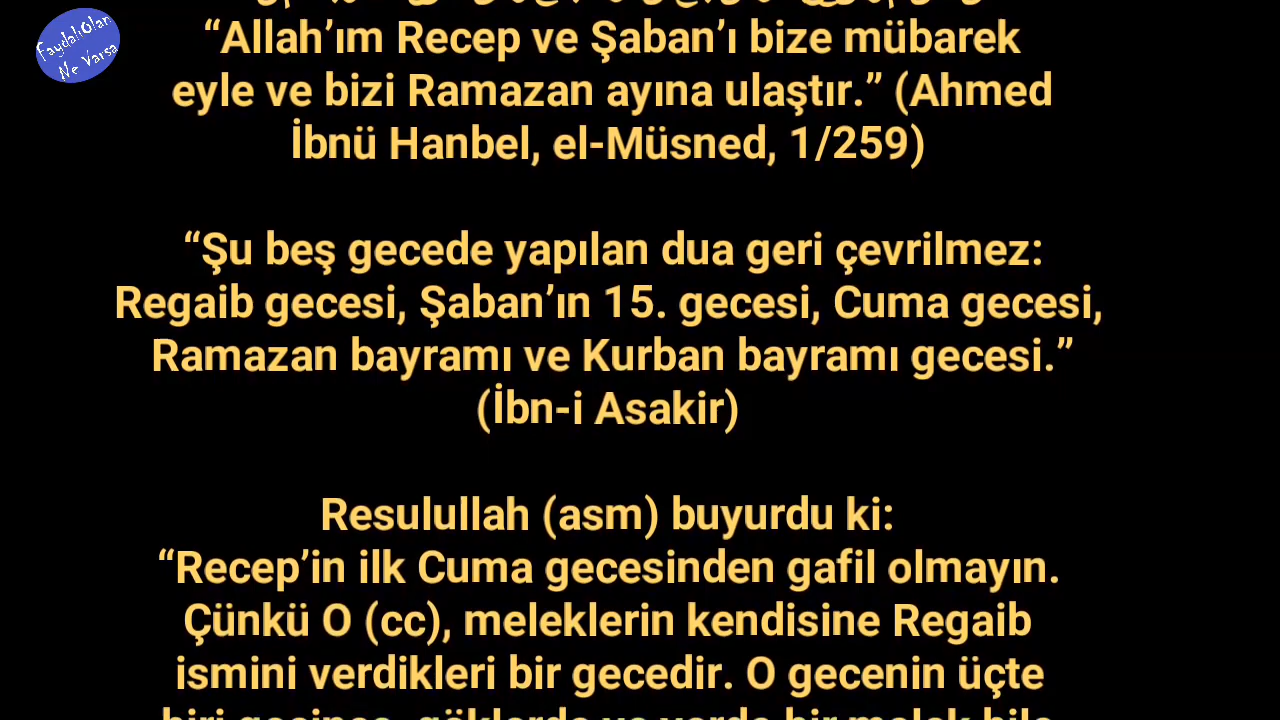 Faydalı Olan
Ne Varsa
“Allah’ım Recep ve Şaban’ı bize mübarek
eyle ve bizi Ramazan ayına ulaştır.” (Ahmed
İbnü Hanbel, el-Müsned, 1/259)
“Şu beş gecede yapılan dua geri çevrilmez:
Regaib gecesi, Şaban’ın 15. gecesi, Cuma gecesi,
Ramazan bayramı ve Kurban bayramı gecesi.”
(İbn-i Asakir)
Resulullah (asm) buyurdu ki:
“Recep’in ilk Cuma gecesinden gafil olmayın.
Çünkü O (cc), meleklerin kendisine Regaib
ismini verdikleri bir gecedir. O gecenin üçte